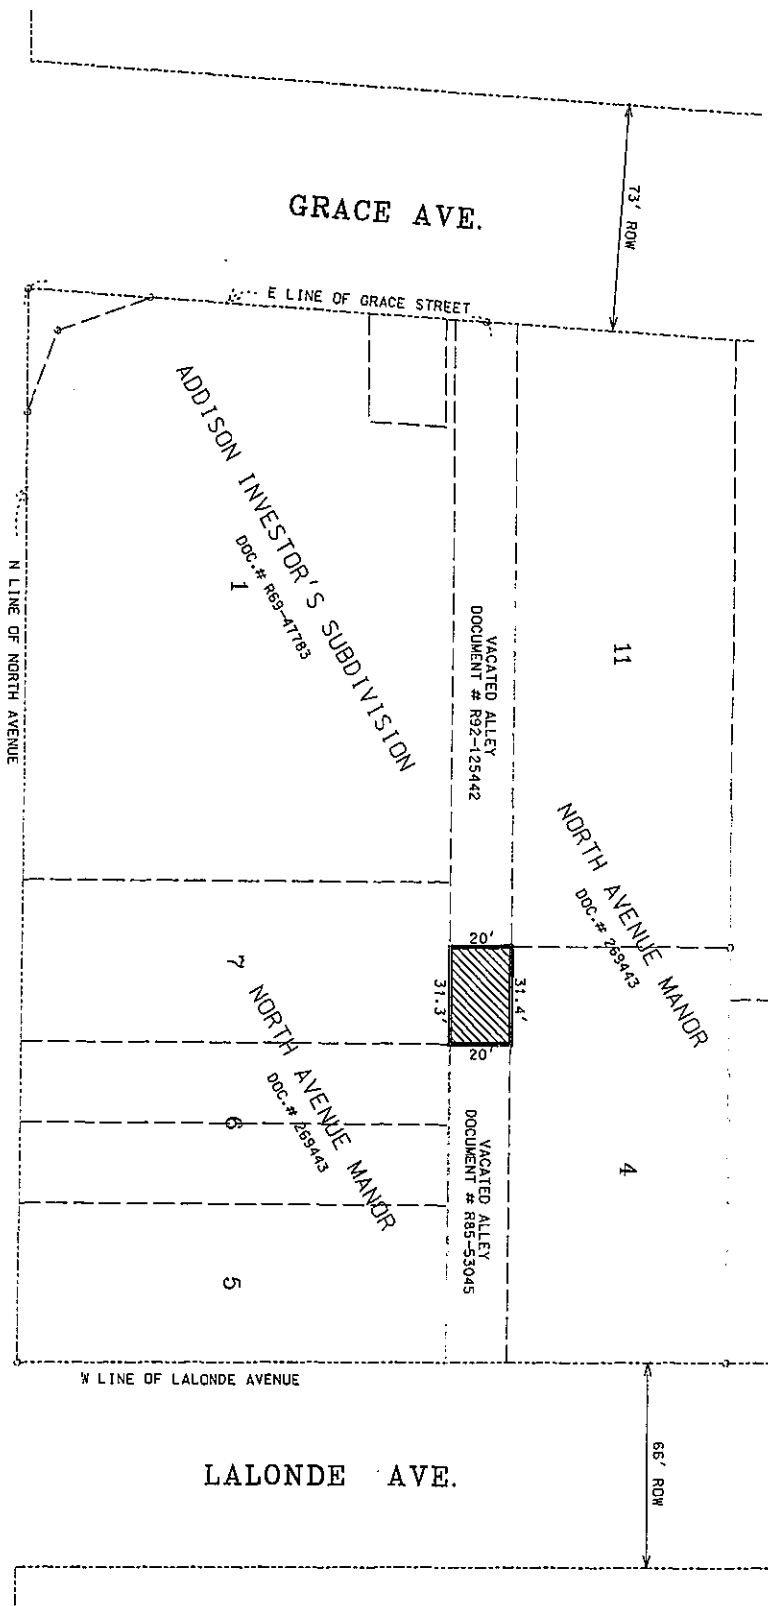 73' ROW
GRACE AVE.
E LINE OF GRACE STREET
ADDISON INVESTOR'S SUBDIVISION
DOC.# R69-47783
1
N LINE OF NORTH AVENUE
VACATED ALLEY
DOCUMENT # R92-125442
11
NORTH AVENUE MANOR
DOC.# 269443
20'
31.3'
31.4'
20'
7
NORTH AVENUE MANOR
DOC.# 269443
6
VACATED ALLEY
DOCUMENT # R85-53045
4
5
W LINE OF LALONDE AVENUE
LALONDE AVE.
66' ROW